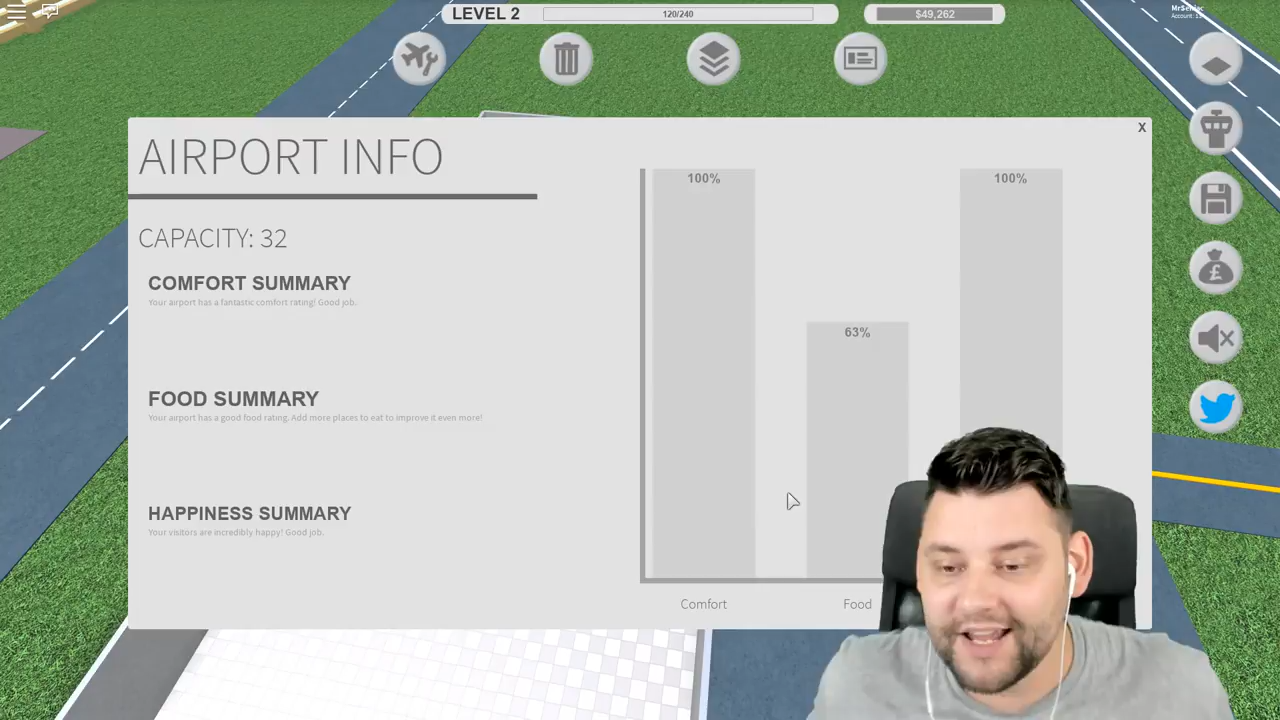 LEVEL 2
120/240
$49,262
AIRPORT INFO
X
CAPACITY: 32
COMFORT SUMMARY
Your airport has a fantastic comfort rating! Good job.
FOOD SUMMARY
Your airport has a good food rating. Add more places to eat to improve it even more!
HAPPINESS SUMMARY
Your visitors are incredibly happy! Good job.
100%
63%
100%
Comfort
Food